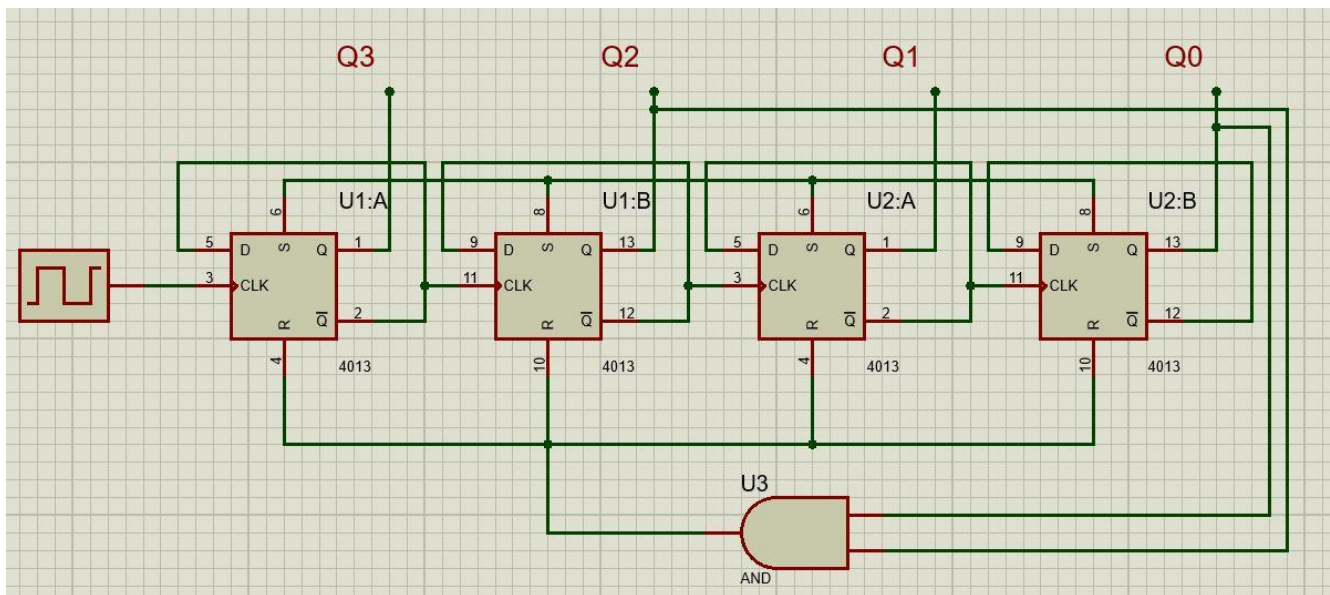 Q3 Q2 Q1 Q0
U1:A U1:B U2:A U2:B
6 8 6 8
5 D S Q 1 9 D S Q 13 5 D S Q 1 9 D S Q 13
3 CLK 11 CLK 3 CLK 11 CLK
R Q̅ 2 R Q̅ 12 R Q̅ 2 R Q̅ 12
4 4013 10 4013 4 4013 10 4013
U3
AND